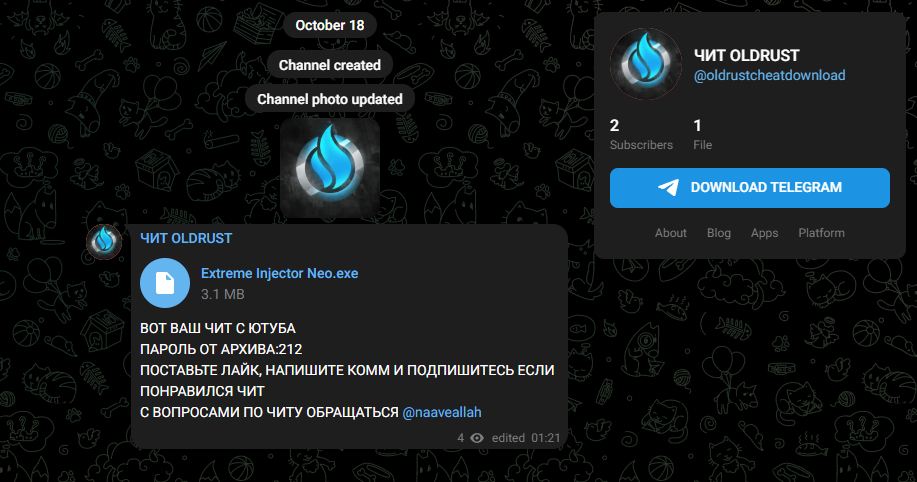 October 18
Channel created
Channel photo updated
ЧИТ OLDRUST
Extreme Injector Neo.exe
3.1 MB
ВОТ ВАШ ЧИТ С ЮТУБА
ПАРОЛЬ ОТ АРХИВА:212
ПОСТАВЬТЕ ЛАЙК, НАПИШИТЕ КОММ И ПОДПИШИТЕСЬ ЕСЛИ
ПОНРАВИЛСЯ ЧИТ
С ВОПРОСАМИ ПО ЧИТУ ОБРАЩАТЬСЯ @naaveallah
4 edited 01:21
ЧИТ OLDRUST
@oldrustcheatdownload
2 1
Subscribers File
DOWNLOAD TELEGRAM
About Blog Apps Platform